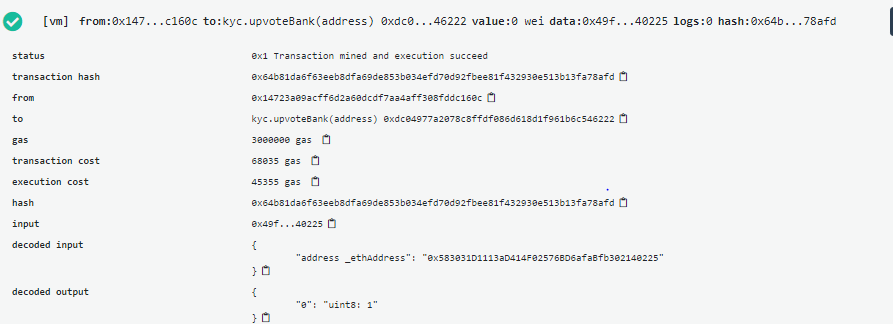 [vm] from:0x147...c160c to:kyc.upvoteBank(address) 0xdc0...46222 value:0 wei data:0x49f...40225 logs:0 hash:0x64b...78afd
status 0x1 Transaction mined and execution succeed
transaction hash 0x64b81da6f63eeb8dfa69de853b034efd70d92fbee81f432930e513b13fa78afd
from 0x14723a09acff6d2a60dcdf7aa4aff308fddc160c
to kyc.upvoteBank(address) 0xdc04977a2078c8ffdf086d618d1f961b6c546222
gas 3000000 gas
transaction cost 68035 gas
execution cost 45355 gas
hash 0x64b81da6f63eeb8dfa69de853b034efd70d92fbee81f432930e513b13fa78afd
input 0x49f...40225
decoded input {
"address _ethAddress": "0x583031D1113aD414F02576BD6afaBfb302140225"
}
decoded output {
"0": "uint8: 1"
}